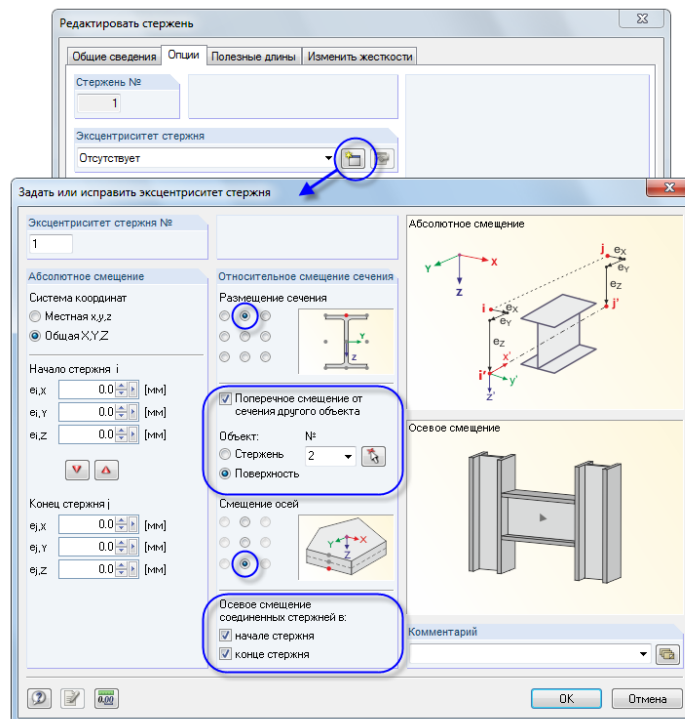 Редактировать стержень
Общие сведения Опции Полезные длины Изменить жесткости
Стержень №
1
Эксцентриситет стержня
Отсутствует
Задать или исправить эксцентриситет стержня
Эксцентриситет стержня №
1
Абсолютное смещение
Система координат
Местная x,y,z
Общая X,Y,Z
Начало стержня i
ei,X 0.0 [мм]
ei,Y 0.0 [мм]
ei,Z 0.0 [мм]
Конец стержня j
ej,X 0.0 [мм]
ej,Y 0.0 [мм]
ej,Z 0.0 [мм]
Относительное смещение сечения
Размещение сечения
Y
z
Поперечное смещение от
сечения другого объекта
Объект: №
Стержень 2
Поверхность
Смещение осей
Y X
Z
Осевое смещение
соединенных стержней в:
начале стержня
конце стержня
Абсолютное смещение
j eX
eY
Y X
Z
eZ
i eX j'
eY
eZ
x'
i' y'
z'
Осевое смещение
Комментарий
0.00
OK Отмена